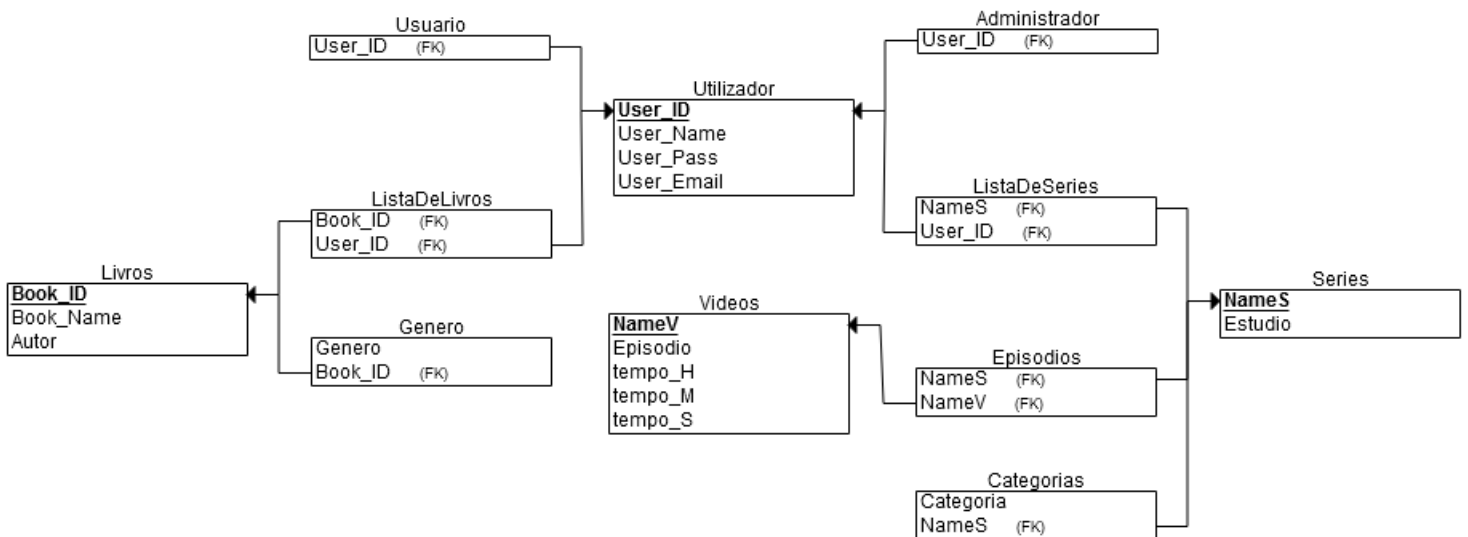 Usuario
User_ID (FK)
Administrador
User_ID (FK)
Utilizador
User_ID
User_Name
User_Pass
User_Email
ListaDeLivros
Book_ID (FK)
User_ID (FK)
ListaDeSeries
NameS (FK)
User_ID (FK)
Livros
Book_ID
Book_Name
Autor
Genero
Genero
Book_ID (FK)
Videos
NameV
Episodio
tempo_H
tempo_M
tempo_S
Series
NameS
Estudio
Episodios
NameS (FK)
NameV (FK)
Categorias
Categoria
NameS (FK)